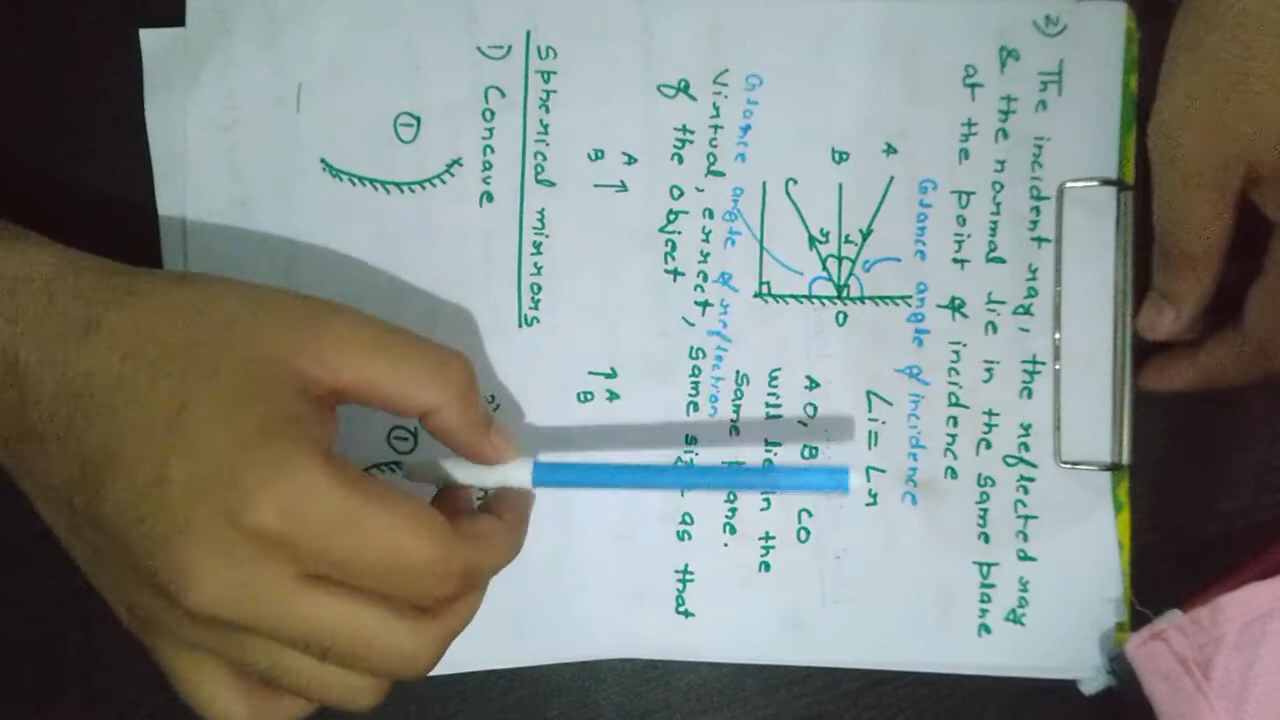 2) The incident ray, the reflected ray
& the normal lie in the same plane
at the point of incidence
Glance angle of incidence
A
B
i
r
O
∠i = ∠r
AO, B CO
will lie in the
same plane.
Glance angle of reflection
Virtual, errect, same size as that
of the object
A
B
A
B
Spherical mirrors
1) Concave
2)
1
1